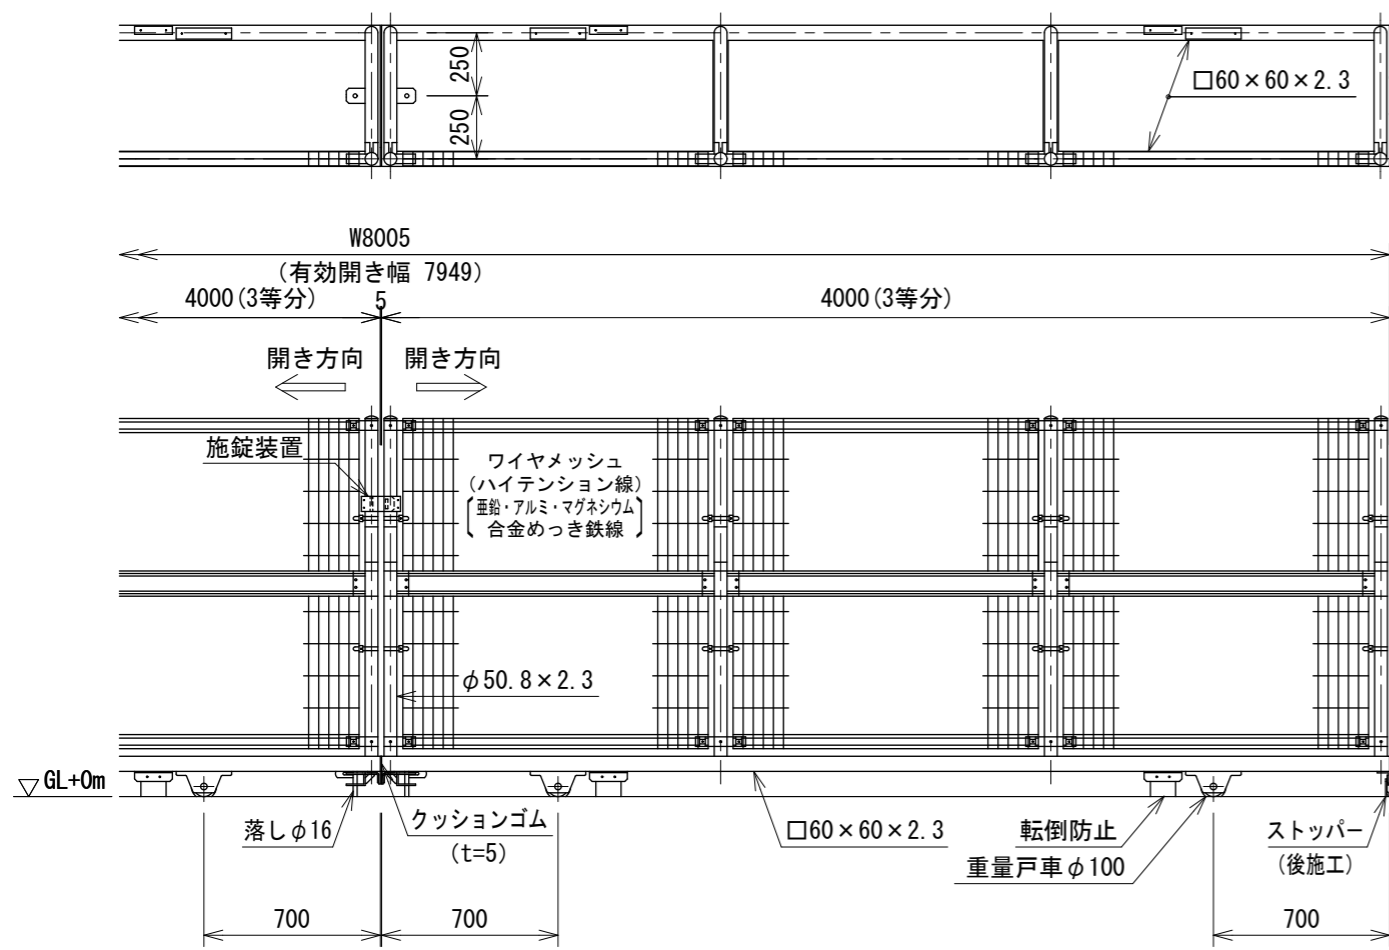 250
250
□60×60×2.3
W8005
(有効開き幅 7949)
4000(3等分)
5
4000(3等分)
開き方向
開き方向
施錠装置
ワイヤメッシュ
(ハイテンション線)
亜鉛・アルミ・マグネシウム
合金めっき鉄線
φ50.8×2.3
▽GL+0m
落しφ16
クッションゴム
(t=5)
□60×60×2.3
転倒防止
重量戸車φ100
ストッパー
(後施工)
700
700
700